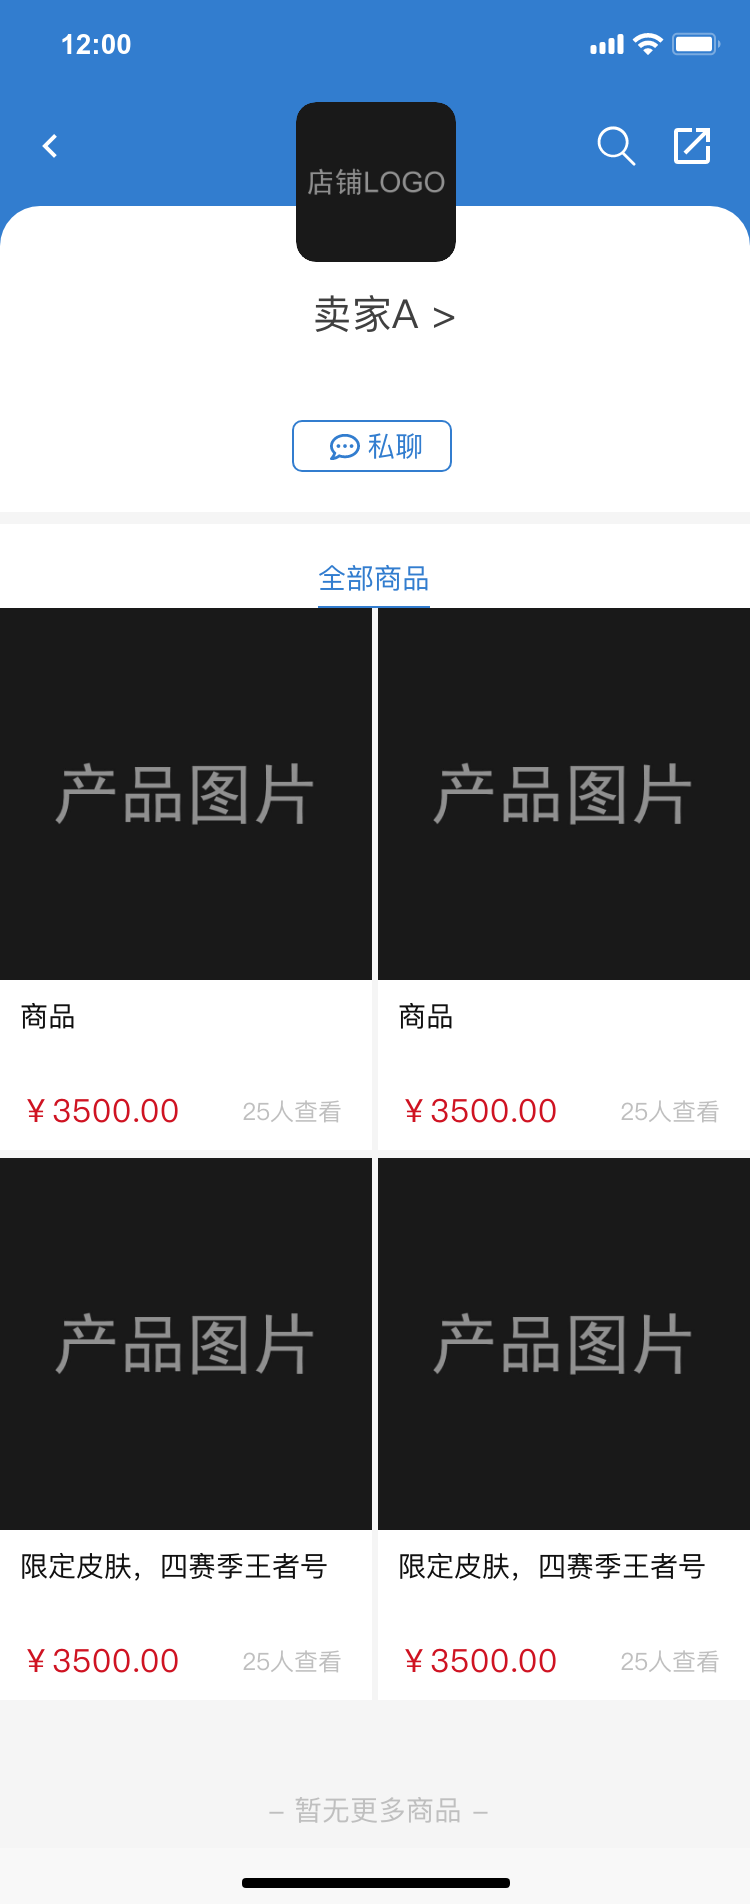 12:00
店铺LOGO
卖家A >
私聊
全部商品
产品图片
产品图片
商品
商品
¥3500.00 25人查看
¥3500.00 25人查看
产品图片
产品图片
限定皮肤，四赛季王者号
限定皮肤，四赛季王者号
¥3500.00 25人查看
¥3500.00 25人查看
– 暂无更多商品 –